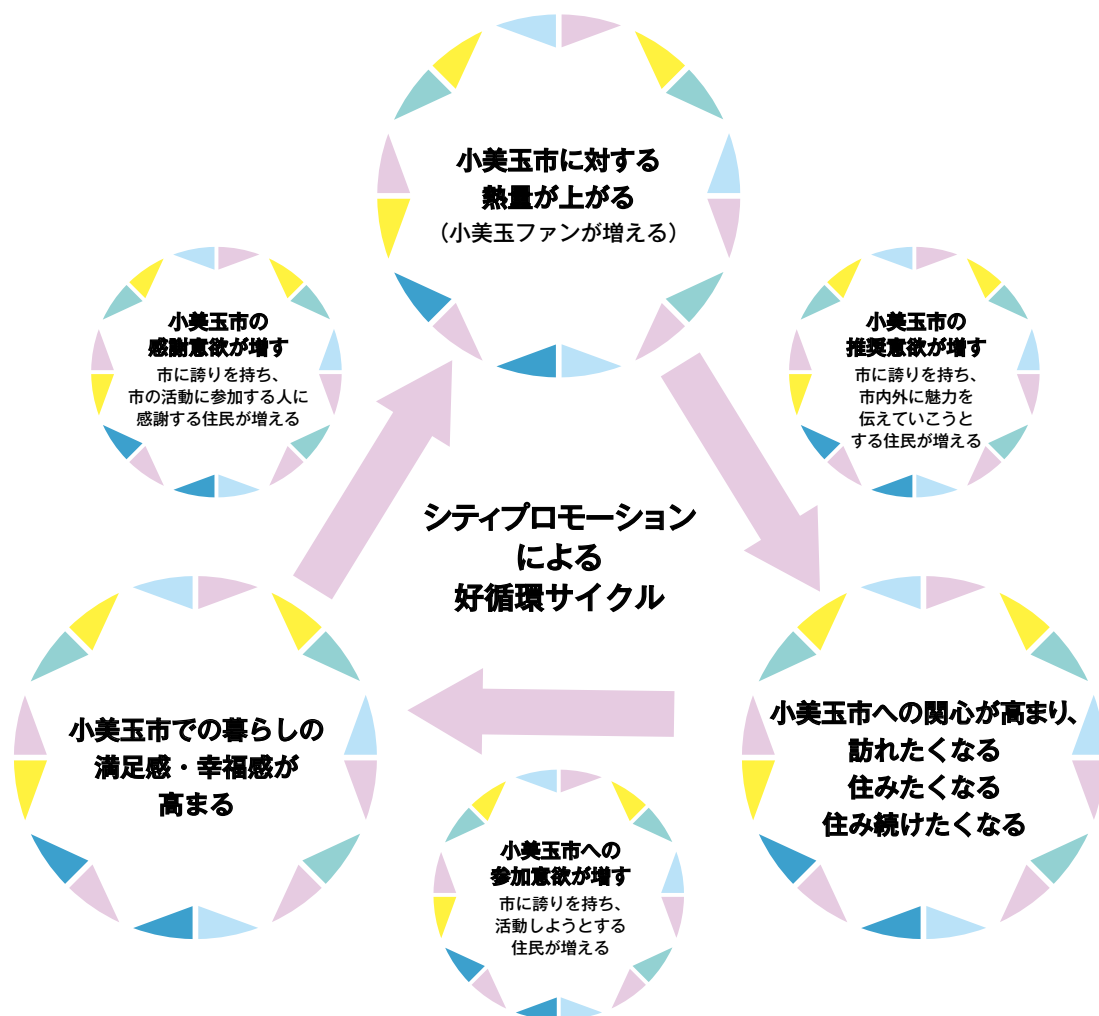 小美玉市に対する
熱量が上がる
（小美玉ファンが増える）
小美玉市の
感謝意欲が増す
市に誇りを持ち、
市の活動に参加する人に
感謝する住民が増える
小美玉市の
推奨意欲が増す
市に誇りを持ち、
市内外に魅力を
伝えていこうと
する住民が増える
シティプロモーション
による
好循環サイクル
小美玉市での暮らしの
満足感・幸福感が
高まる
小美玉市への関心が高まり、
訪れたくなる
住みたくなる
住み続けたくなる
小美玉市への
参加意欲が増す
市に誇りを持ち、
活動しようとする
住民が増える